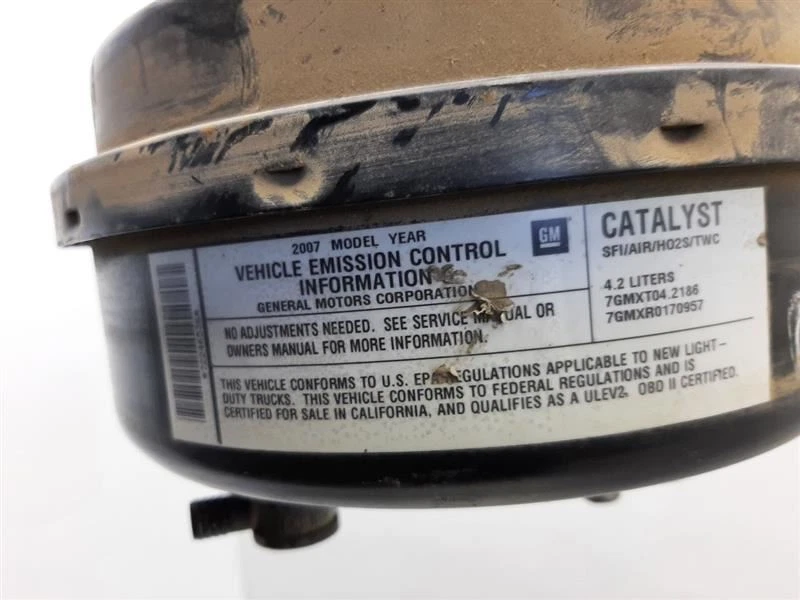 2007 MODEL YEAR
VEHICLE EMISSION CONTROL
INFORMATION
GENERAL MOTORS CORPORATION
GM
CATALYST
SFI/AIR/HO2S/TWC
4.2 LITERS
7GMXT04.2186
7GMXR0170957
NO ADJUSTMENTS NEEDED. SEE SERVICE MANUAL OR
OWNERS MANUAL FOR MORE INFORMATION.
THIS VEHICLE CONFORMS TO U.S. EPA REGULATIONS APPLICABLE TO NEW LIGHT-
DUTY TRUCKS. THIS VEHICLE CONFORMS TO FEDERAL REGULATIONS AND IS
CERTIFIED FOR SALE IN CALIFORNIA, AND QUALIFIES AS A ULEV2. OBD II CERTIFIED.